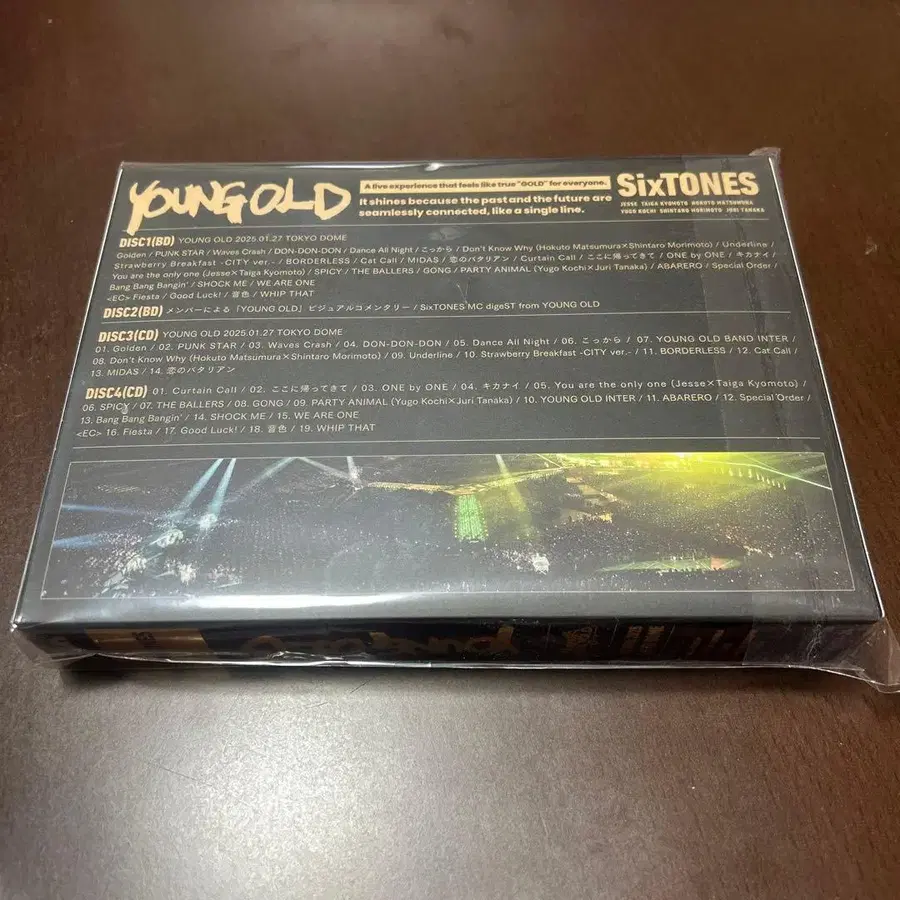 YOUNG OLD
A live experience that feels like true "GOLD" for everyone.
It shines because the past and the future are
seamlessly connected, like a single line.
SixTONES
JESSE TAIGA KYOMOTO HOKUTO MATSUMURA
YUGO KOCHI SHINTARO MORIMOTO JURI TANAKA
DISC1(BD) YOUNG OLD 2025.01.27 TOKYO DOME
Golden / PUNK STAR / Waves Crash / DON-DON-DON / Dance All Night / こっから / Don't Know Why (Hokuto Matsumura×Shintaro Morimoto) / Underline /
Strawberry Breakfast -CITY ver.- / BORDERLESS / Cat Call / MIDAS / 恋のバタリアン / Curtain Call / ここに帰ってきて / ONE by ONE / キカナイ /
You are the only one (Jesse×Taiga Kyomoto) / SPICY / THE BALLERS / GONG / PARTY ANIMAL (Yugo Kochi×Juri Tanaka) / ABARERO / Special Order /
Bang Bang Bangin' / SHOCK ME / WE ARE ONE
<EC> Fiesta / Good Luck! / 音色 / WHIP THAT
DISC2(BD) メンバーによる「YOUNG OLD」ビジュアルコメンタリー / SixTONES MC digeST from YOUNG OLD
DISC3(CD) YOUNG OLD 2025.01.27 TOKYO DOME
01. Golden / 02. PUNK STAR / 03. Waves Crash / 04. DON-DON-DON / 05. Dance All Night / 06. こっから / 07. YOUNG OLD BAND INTER /
08. Don't Know Why (Hokuto Matsumura×Shintaro Morimoto) / 09. Underline / 10. Strawberry Breakfast -CITY ver.- / 11. BORDERLESS / 12. Cat Call /
13. MIDAS / 14. 恋のバタリアン
DISC4(CD) 01. Curtain Call / 02. ここに帰ってきて / 03. ONE by ONE / 04. キカナイ / 05. You are the only one (Jesse×Taiga Kyomoto) /
06. SPICY / 07. THE BALLERS / 08. GONG / 09. PARTY ANIMAL (Yugo Kochi×Juri Tanaka) / 10. YOUNG OLD INTER / 11. ABARERO / 12. Special Order /
13. Bang Bang Bangin' / 14. SHOCK ME / 15. WE ARE ONE
<EC> 16. Fiesta / 17. Good Luck! / 18. 音色 / 19. WHIP THAT